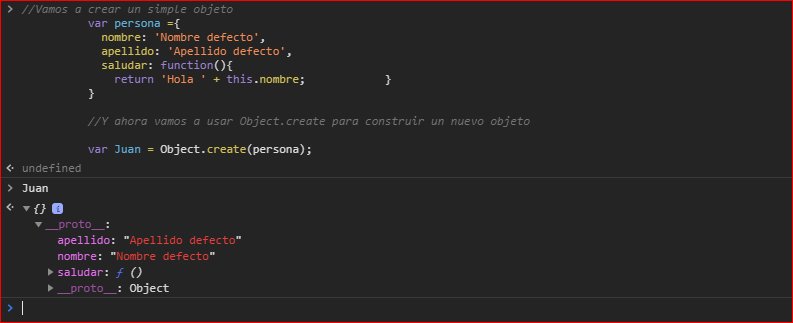 //Vamos a crear un simple objeto
var persona ={
nombre: 'Nombre defecto',
apellido: 'Apellido defecto',
saludar: function(){
return 'Hola ' + this.nombre; }
}
//Y ahora vamos a usar Object.create para construir un nuevo objeto
var Juan = Object.create(persona);
undefined
Juan
{} i
__proto__:
apellido: "Apellido defecto"
nombre: "Nombre defecto"
saludar: ƒ ()
__proto__: Object